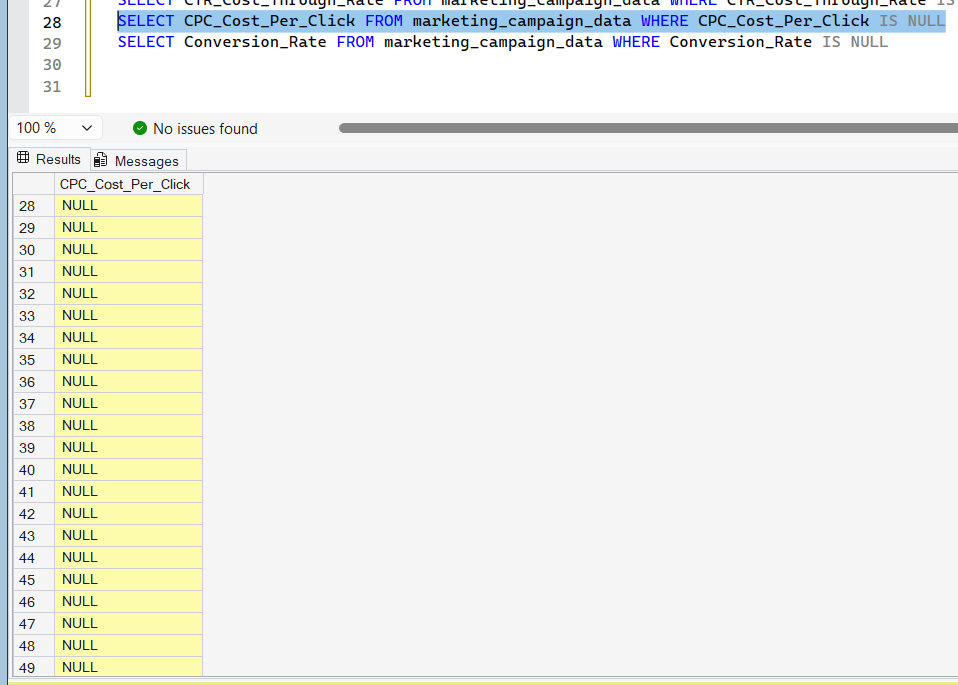 27 SELECT CTR_Cost_Through_Rate FROM marketing_campaign_data WHERE CTR_Cost_Through_Rate IS
28 SELECT CPC_Cost_Per_Click FROM marketing_campaign_data WHERE CPC_Cost_Per_Click IS NULL
29 SELECT Conversion_Rate FROM marketing_campaign_data WHERE Conversion_Rate IS NULL
30
31
100 % No issues found
Results Messages
CPC_Cost_Per_Click
28 NULL
29 NULL
30 NULL
31 NULL
32 NULL
33 NULL
34 NULL
35 NULL
36 NULL
37 NULL
38 NULL
39 NULL
40 NULL
41 NULL
42 NULL
43 NULL
44 NULL
45 NULL
46 NULL
47 NULL
48 NULL
49 NULL